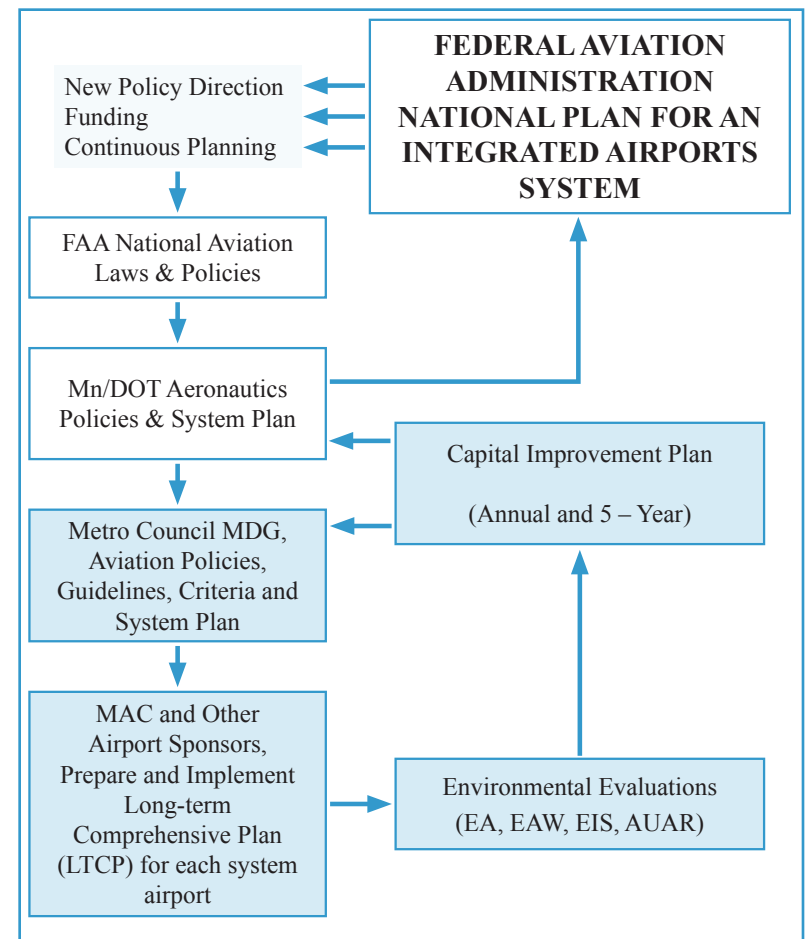 FEDERAL AVIATION
ADMINISTRATION
NATIONAL PLAN FOR AN
INTEGRATED AIRPORTS
SYSTEM
New Policy Direction
Funding
Continuous Planning
FAA National Aviation
Laws & Policies
Mn/DOT Aeronautics
Policies & System Plan
Capital Improvement Plan
(Annual and 5 – Year)
Metro Council MDG,
Aviation Policies,
Guidelines, Criteria and
System Plan
MAC and Other
Airport Sponsors,
Prepare and Implement
Long-term
Comprehensive Plan
(LTCP) for each system
airport
Environmental Evaluations
(EA, EAW, EIS, AUAR)